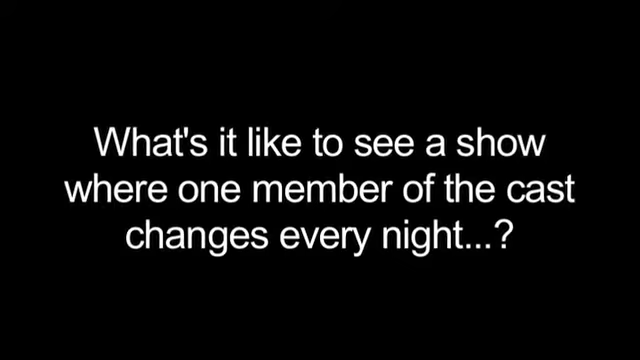 What's it like to see a show
where one member of the cast
changes every night...?